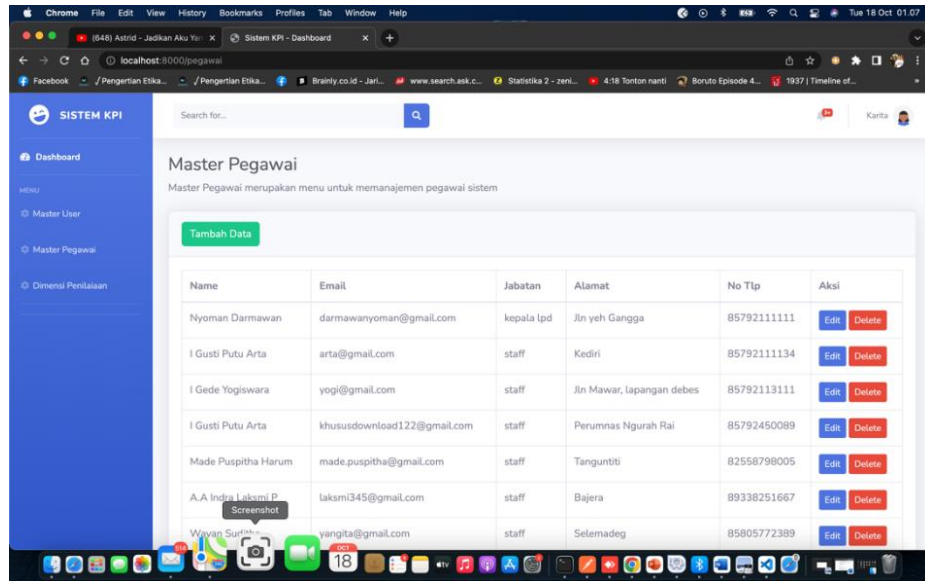 Chrome File Edit View History Bookmarks Profiles Tab Window Help Tue 18 Oct 01.07
(648) Astrid - Jadikan Aku Yan Sistem KPI - Dashboard
localhost:8000/pegawai
Facebook √Pengertian Etika... √Pengertian Etika... Brainly.co.id - Jari... www.search.ask.c... Statistika 2 - zeni... 4:18 Tonton nanti Boruto Episode 4... 1937 | Timeline of...
SISTEM KPI Search for... 3+ Karita
Dashboard
MENU
Master User
Master Pegawai
Dimensi Penilaiaan
Master Pegawai
Master Pegawai merupakan menu untuk memanajemen pegawai sistem
Tambah Data
Name Email Jabatan Alamat No Tlp Aksi
Nyoman Darmawan darmawanyoman@gmail.com kepala lpd Jln yeh Gangga 85792111111 Edit Delete
I Gusti Putu Arta arta@gmail.com staff Kediri 85792111134 Edit Delete
I Gede Yogiswara yogi@gmail.com staff Jln Mawar, lapangan debes 85792113111 Edit Delete
I Gusti Putu Arta khususdownload122@gmail.com staff Perumnas Ngurah Rai 85792450089 Edit Delete
Made Puspitha Harum made.puspitha@gmail.com staff Tanguntiti 82558798005 Edit Delete
A.A Indra Laksmi P laksmi345@gmail.com staff Bajera 89338251667 Edit Delete
Screenshot
Wayan yangita@gmail.com staff Selemadeg 85805772389 Edit Delete
514 OCT 18 tv